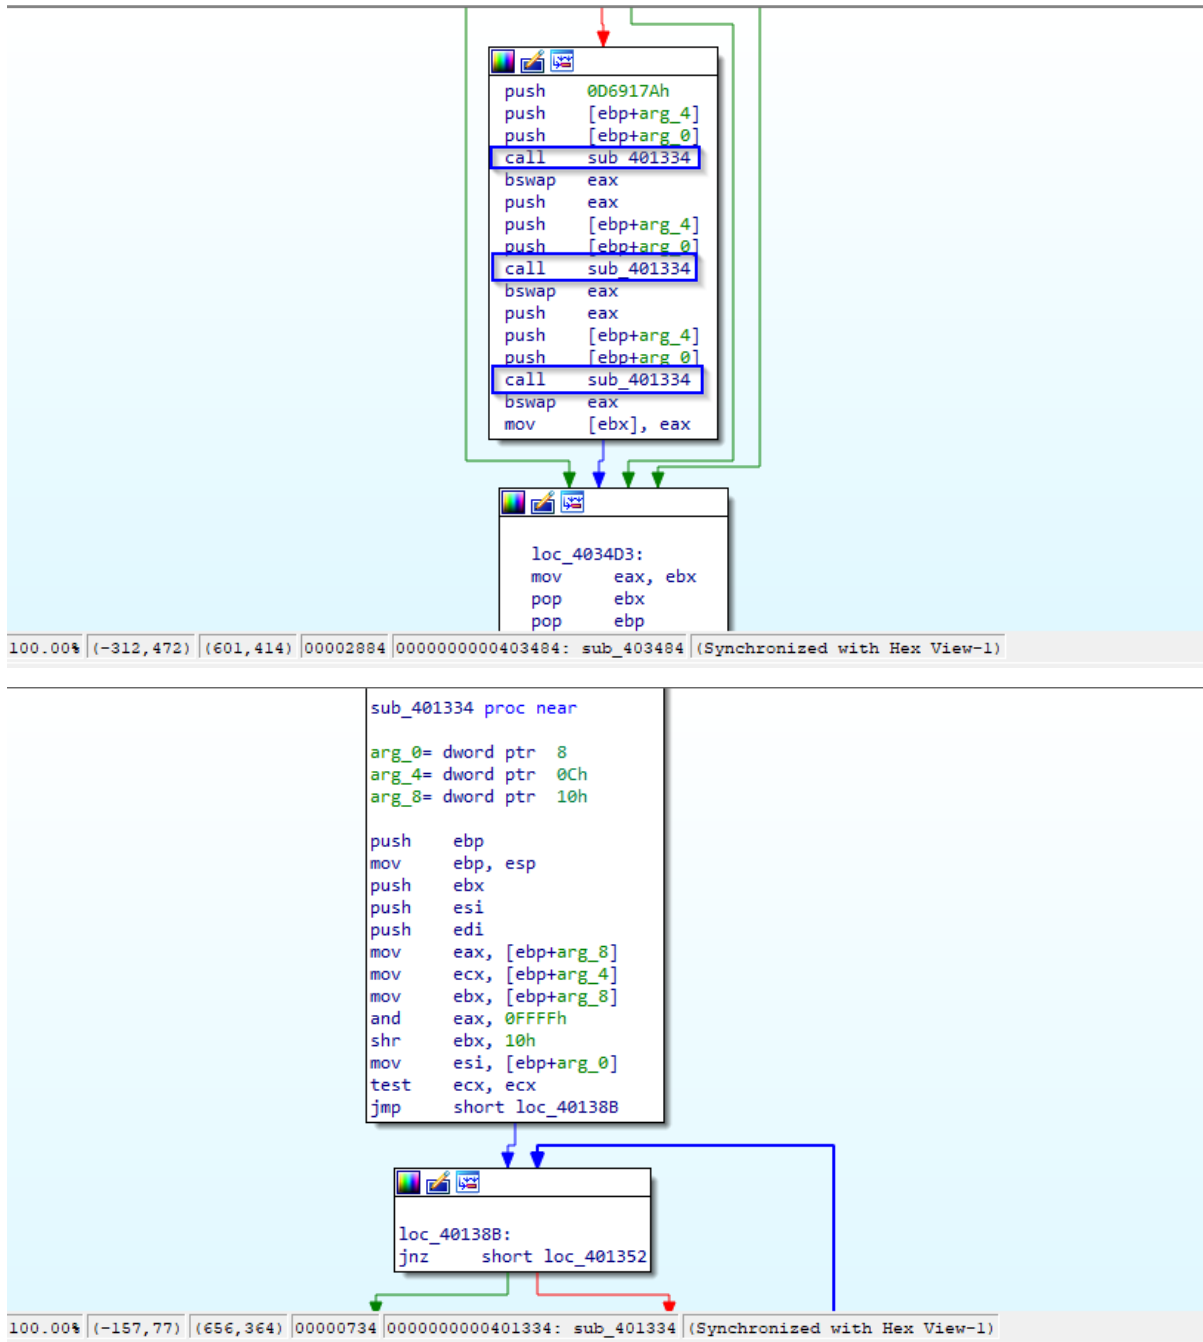 push 0D6917Ah
push [ebp+arg_4]
push [ebp+arg_0]
call sub_401334
bswap eax
push eax
push [ebp+arg_4]
push [ebp+arg_0]
call sub_401334
bswap eax
push eax
push [ebp+arg_4]
push [ebp+arg_0]
call sub_401334
bswap eax
mov [ebx], eax
loc_4034D3:
mov eax, ebx
pop ebx
pop ebp
100.00% (-312,472) (601,414) 00002884 0000000000403484: sub_403484 (Synchronized with Hex View-1)
sub_401334 proc near
arg_0= dword ptr 8
arg_4= dword ptr 0Ch
arg_8= dword ptr 10h
push ebp
mov ebp, esp
push ebx
push esi
push edi
mov eax, [ebp+arg_8]
mov ecx, [ebp+arg_4]
mov ebx, [ebp+arg_8]
and eax, 0FFFFh
shr ebx, 10h
mov esi, [ebp+arg_0]
test ecx, ecx
jmp short loc_40138B
loc_40138B:
jnz short loc_401352
100.00% (-157,77) (656,364) 00000734 0000000000401334: sub_401334 (Synchronized with Hex View-1)